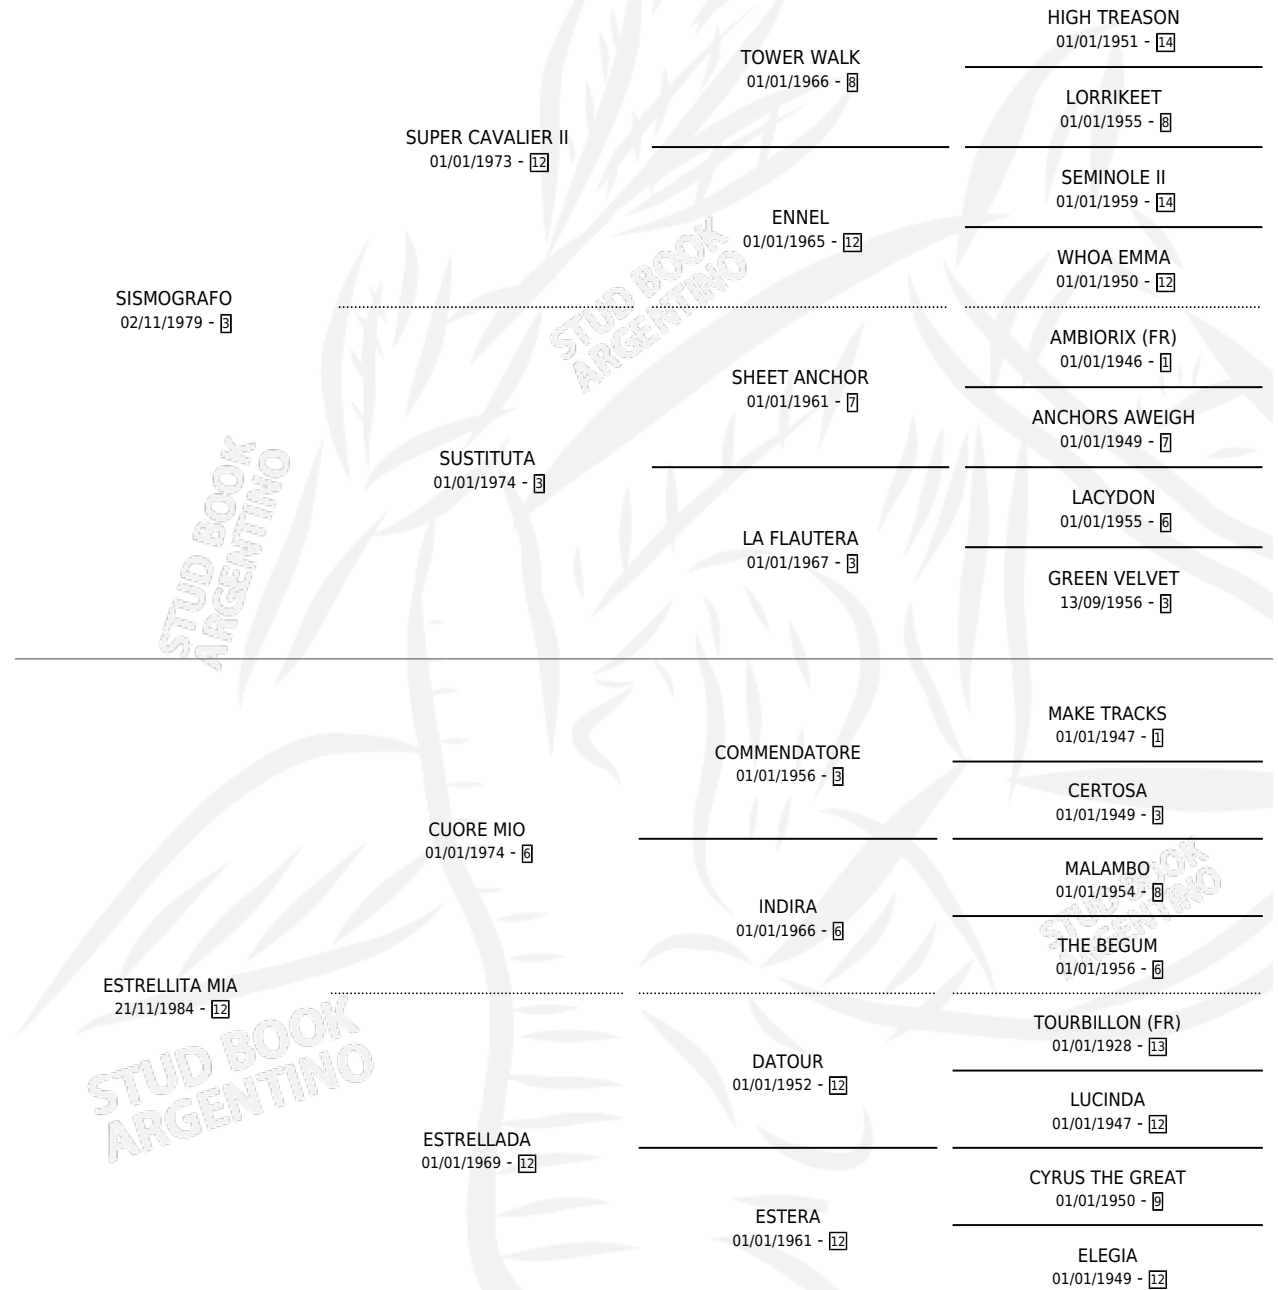 HIGH TREASON
01/01/1951 - 14
TOWER WALK
01/01/1966 - 8
LORRIKEET
01/01/1955 - 8
SUPER CAVALIER II
01/01/1973 - 12
SEMINOLE II
01/01/1959 - 14
ENNEL
01/01/1965 - 12
WHOA EMMA
01/01/1950 - 12
SISMOGRAFO
02/11/1979 - 3
AMBIORIX (FR)
01/01/1946 - 1
SHEET ANCHOR
01/01/1961 - 7
ANCHORS AWEIGH
01/01/1949 - 7
SUSTITUTA
01/01/1974 - 3
LACYDON
01/01/1955 - 6
LA FLAUTERA
01/01/1967 - 3
GREEN VELVET
13/09/1956 - 3
MAKE TRACKS
01/01/1947 - 1
COMMENDATORE
01/01/1956 - 3
CERTOSA
01/01/1949 - 3
CUORE MIO
01/01/1974 - 6
MALAMBO
01/01/1954 - 8
INDIRA
01/01/1966 - 6
THE BEGUM
01/01/1956 - 6
ESTRELLITA MIA
21/11/1984 - 12
TOURBILLON (FR)
01/01/1928 - 13
DATOUR
01/01/1952 - 12
LUCINDA
01/01/1947 - 12
ESTRELLADA
01/01/1969 - 12
CYRUS THE GREAT
01/01/1950 - 9
ESTERA
01/01/1961 - 12
ELEGIA
01/01/1949 - 12
STUD BOOK
ARGENTINO
STUD BOOK
ARGENTINO
STUD BOOK
ARGENTINO
STUD BOOK
ARGENTINO